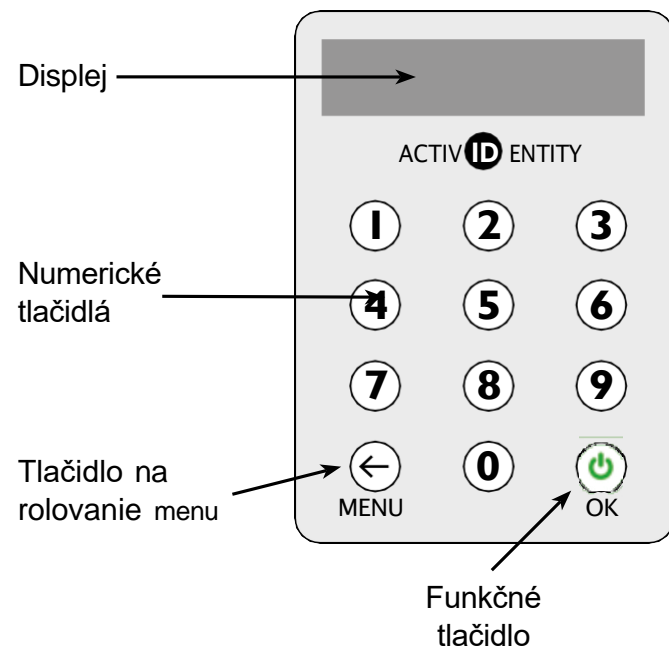 Displej
ACTIV ID ENTITY
1 2 3
Numerické
tlačidlá
4 5 6
7 8 9
Tlačidlo na
rolovanie menu
0
MENU
OK
Funkčné
tlačidlo